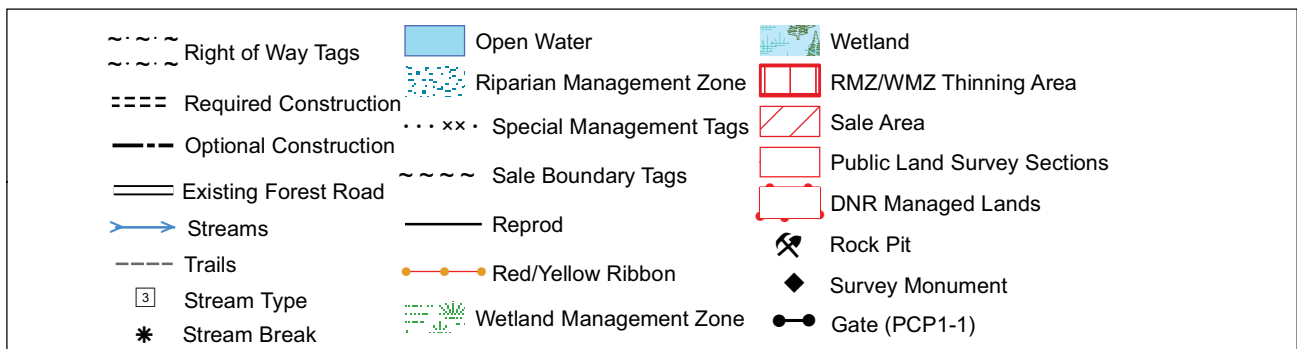 Right of Way Tags
Required Construction
Optional Construction
Existing Forest Road
Streams
Trails
3 Stream Type
Stream Break
Open Water
Riparian Management Zone
xx Special Management Tags
Sale Boundary Tags
Reprod
Red/Yellow Ribbon
Wetland Management Zone
Wetland
RMZ/WMZ Thinning Area
Sale Area
Public Land Survey Sections
DNR Managed Lands
Rock Pit
Survey Monument
Gate (PCP1-1)